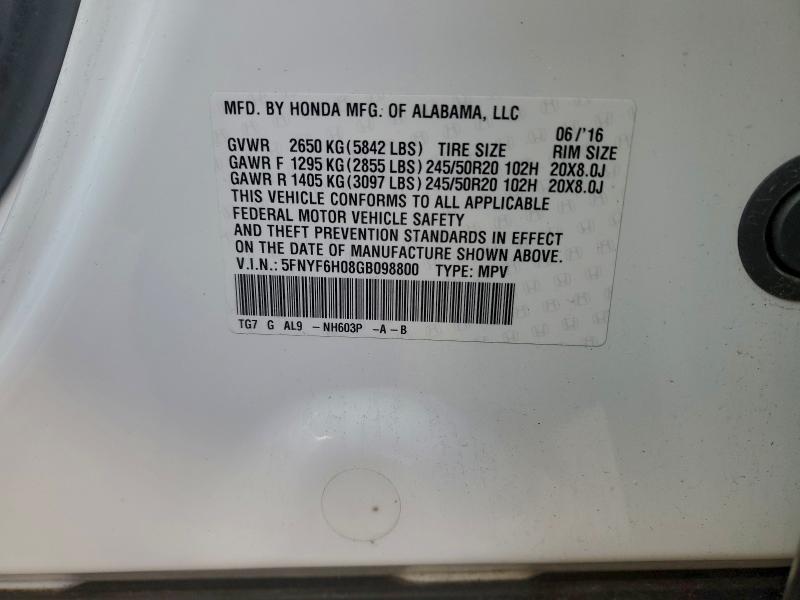 MFD. BY HONDA MFG. OF ALABAMA, LLC
06/'16
GVWR 2650 KG(5842 LBS) TIRE SIZE RIM SIZE
GAWR F 1295 KG(2855 LBS)245/50R20 102H 20X8.0J
GAWR R 1405 KG(3097 LBS)245/50R20 102H 20X8.0J
THIS VEHICLE CONFORMS TO ALL APPLICABLE
FEDERAL MOTOR VEHICLE SAFETY
AND THEFT PREVENTION STANDARDS IN EFFECT
ON THE DATE OF MANUFACTURE SHOWN ABOVE.
V.I.N.: 5FNYF6H08GB098800 TYPE: MPV
TG7 G AL9 -NH603P -A-B